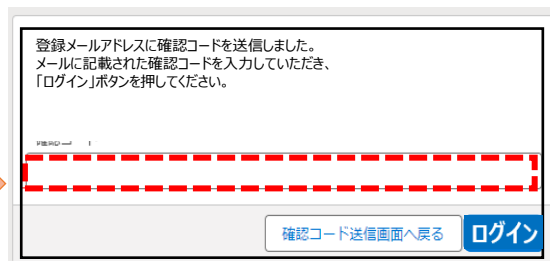 登録メールアドレスに確認コードを送信しました。
メールに記載された確認コードを入力していただき、
「ログイン」ボタンを押してください。
確認コード送信画面へ戻る
ログイン